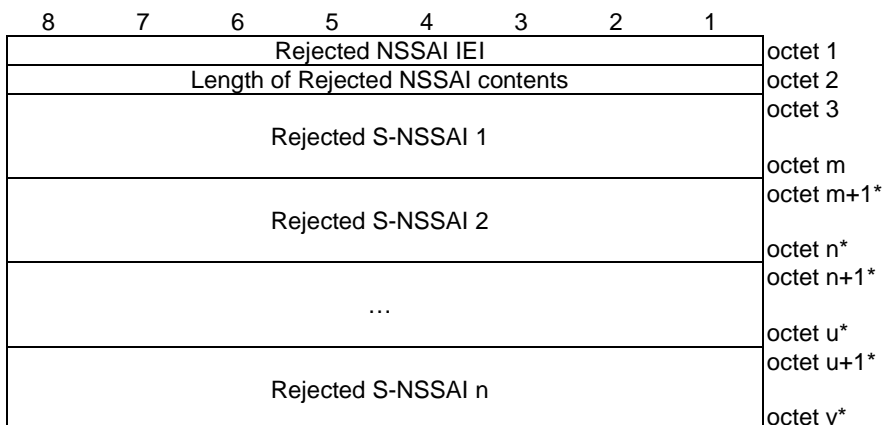 8 7 6 5 4 3 2 1
Rejected NSSAI IEI octet 1
Length of Rejected NSSAI contents octet 2
octet 3
Rejected S-NSSAI 1
octet m
octet m+1*
Rejected S-NSSAI 2
octet n*
octet n+1*
…
octet u*
octet u+1*
Rejected S-NSSAI n
octet v*